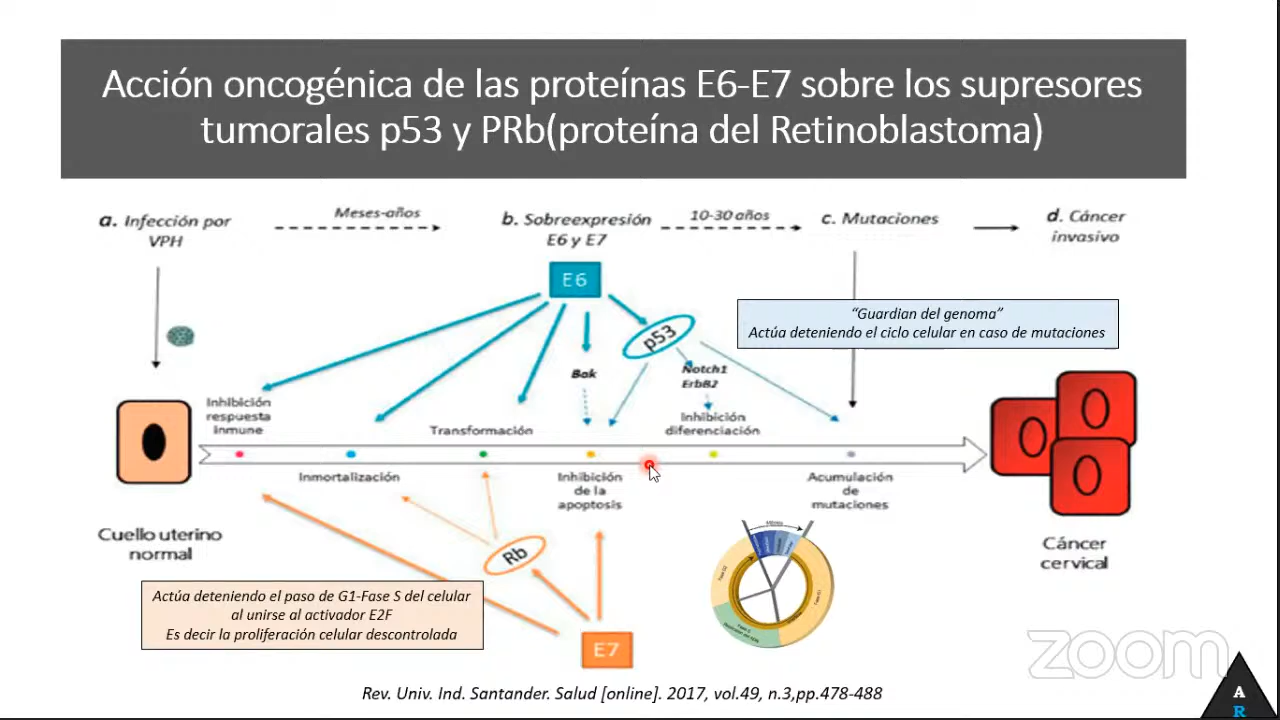 Acción oncogénica de las proteínas E6-E7 sobre los supresores
tumorales p53 y PRb(proteína del Retinoblastoma)
a. Infección por
VPH
Meses-años
b. Sobreexpresión
E6 y E7
10-30 años
c. Mutaciones
d. Cáncer
invasivo
E6
p53
"Guardian del genoma"
Actúa deteniendo el ciclo celular en caso de mutaciones
Bak
Notch1
ErbB2
Inhibición
respuesta
inmune
Transformación
Inhibición
diferenciación
Inmortalización
Inhibición
de la
apoptosis
Acumulación
de
mutaciones
Cuello uterino
normal
Rb
Cáncer
cervical
Actúa deteniendo el paso de G1-Fase S del celular
al unirse al activador E2F
Es decir la proliferación celular descontrolada
E7
zoom
Rev. Univ. Ind. Santander. Salud [online]. 2017, vol.49, n.3,pp.478-488
A
R